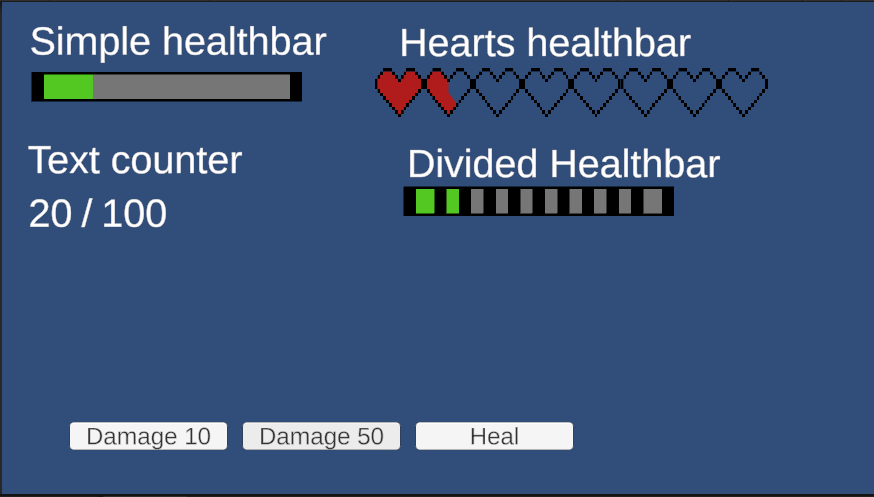 Simple healthbar
Hearts healthbar
Text counter
20 / 100
Divided Healthbar
Damage 10
Damage 50
Heal